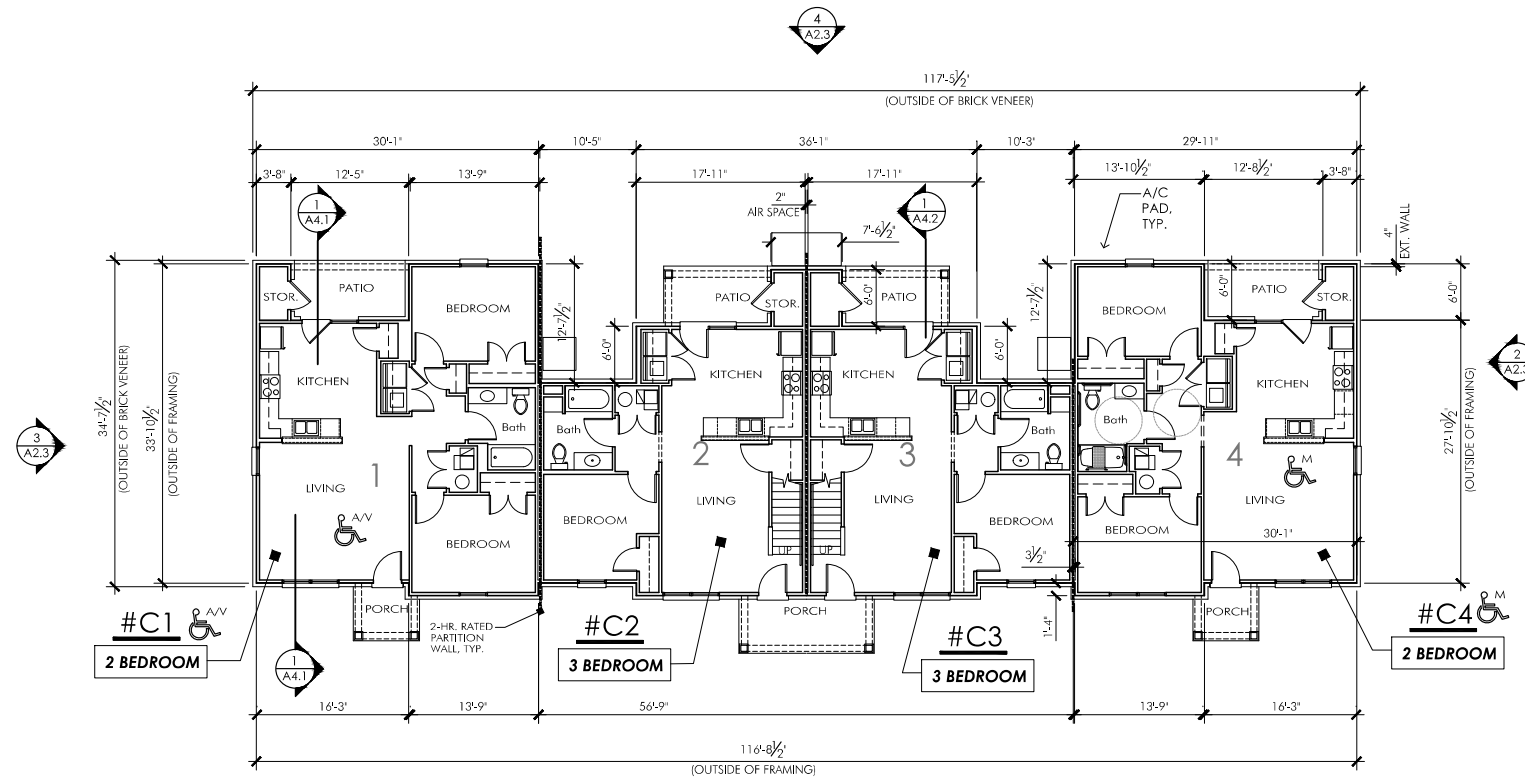 4
A2.3
117'-5½"
(OUTSIDE OF BRICK VENEER)
30'-1"
10'-5"
36'-1"
10'-3"
29'-11"
3'-8"
12'-5"
13'-9"
17'-11"
17'-11"
13'-10½"
12'-8½"
3'-8"
2"
AIR SPACE
1
A4.1
1
A4.2
7'-6½"
A/C
PAD,
TYP.
4"
EXT. WALL
STOR.
PATIO
BEDROOM
12'-7½"
6'-0"
PATIO
STOR.
6'-0"
PATIO
6'-0"
12'-7½"
BEDROOM
6'-0"
PATIO
STOR.
6'-0"
34'-7½"
(OUTSIDE OF BRICK VENEER)
33'-10½"
(OUTSIDE OF FRAMING)
KITCHEN
KITCHEN
KITCHEN
KITCHEN
2
A2.3
3
A2.3
Bath
Bath
Bath
Bath
1
2
3
4
27'-10½"
(OUTSIDE OF FRAMING)
LIVING
A/V
LIVING
LIVING
M
LIVING
BEDROOM
BEDROOM
BEDROOM
BEDROOM
UP
UP
3½"
30'-1"
PORCH
PORCH
PORCH
1'-4"
#C1
A/V
2 BEDROOM
2-HR. RATED
PARTITION
WALL, TYP.
#C2
3 BEDROOM
#C3
3 BEDROOM
#C4
M
2 BEDROOM
1
A4.1
16'-3"
13'-9"
56'-9"
13'-9"
16'-3"
116'-8½"
(OUTSIDE OF FRAMING)